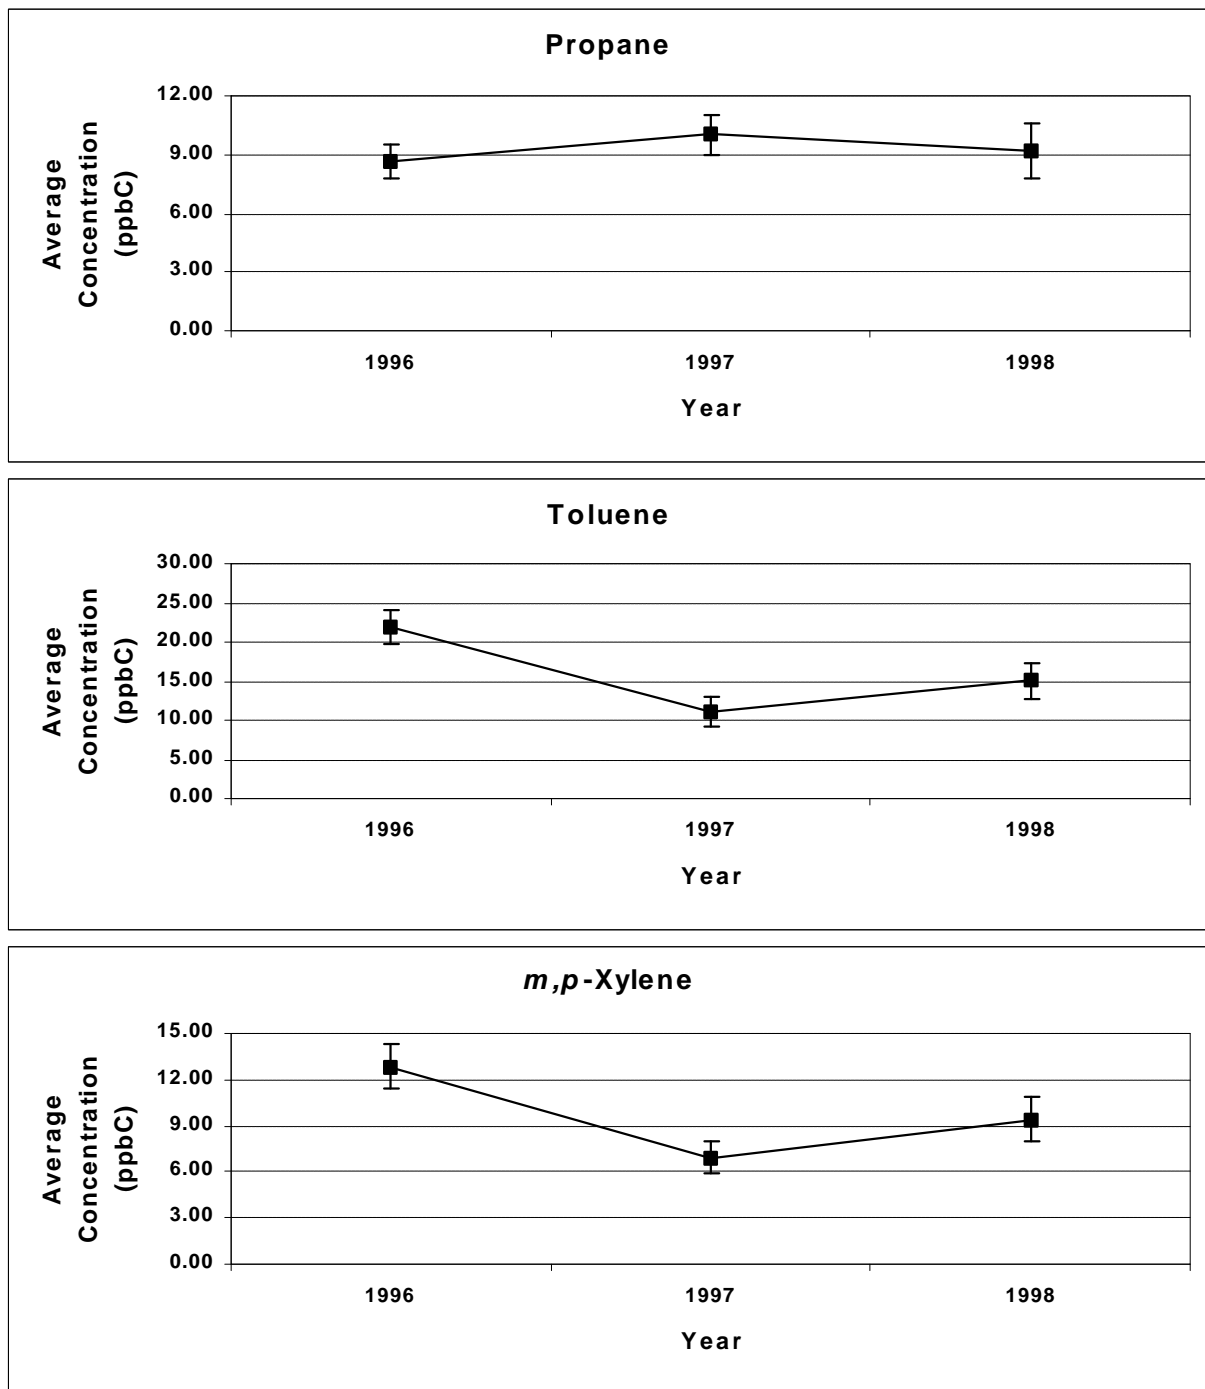 Propane
Average
Concentration
(ppbC)
12.00
9.00
6.00
3.00
0.00
1996
1997
1998
Year
Toluene
Average
Concentration
(ppbC)
30.00
25.00
20.00
15.00
10.00
5.00
0.00
1996
1997
1998
Year
m,p-Xylene
Average
Concentration
(ppbC)
15.00
12.00
9.00
6.00
3.00
0.00
1996
1997
1998
Year